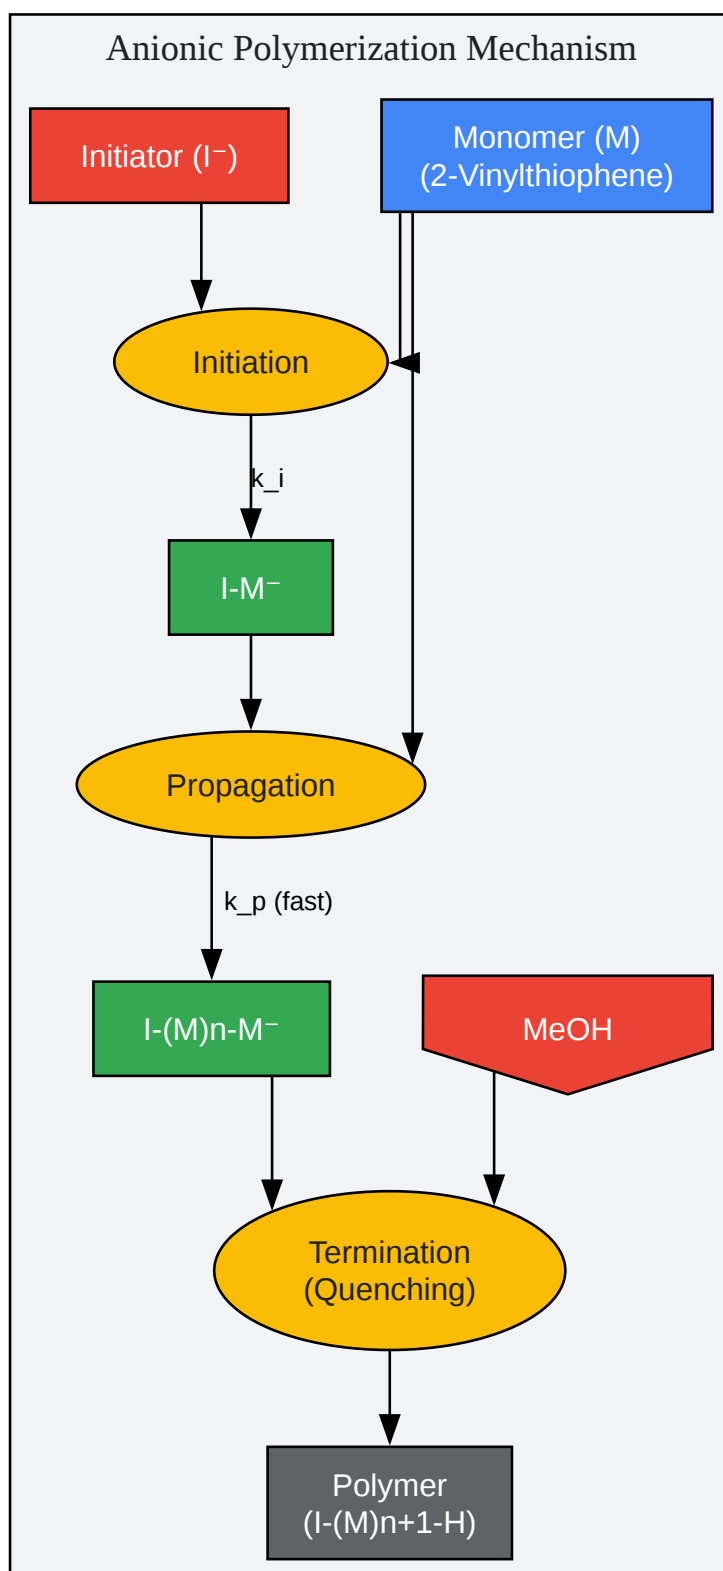 Anionic Polymerization Mechanism
Initiator (I⁻)
Monomer (M)
(2-Vinylthiophene)
Initiation
k_i
I-M⁻
Propagation
k_p (fast)
I-(M)n-M⁻
MeOH
Termination
(Quenching)
Polymer
(I-(M)n+1-H)